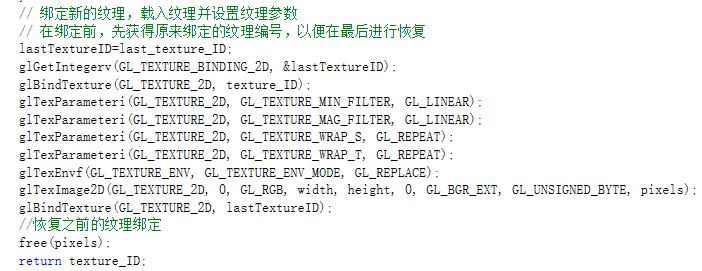 // 绑定新的纹理，载入纹理并设置纹理参数
// 在绑定前，先获得原来绑定的纹理编号，以便在最后进行恢复
lastTextureID=last_texture_ID;
glGetIntegerv(GL_TEXTURE_BINDING_2D, &lastTextureID);
glBindTexture(GL_TEXTURE_2D, texture_ID);
glTexParameteri(GL_TEXTURE_2D, GL_TEXTURE_MIN_FILTER, GL_LINEAR);
glTexParameteri(GL_TEXTURE_2D, GL_TEXTURE_MAG_FILTER, GL_LINEAR);
glTexParameteri(GL_TEXTURE_2D, GL_TEXTURE_WRAP_S, GL_REPEAT);
glTexParameteri(GL_TEXTURE_2D, GL_TEXTURE_WRAP_T, GL_REPEAT);
glTexEnvf(GL_TEXTURE_ENV, GL_TEXTURE_ENV_MODE, GL_REPLACE);
glTexImage2D(GL_TEXTURE_2D, 0, GL_RGB, width, height, 0, GL_BGR_EXT, GL_UNSIGNED_BYTE, pixels);
glBindTexture(GL_TEXTURE_2D, lastTextureID);
//恢复之前的纹理绑定
free(pixels);
return texture_ID;